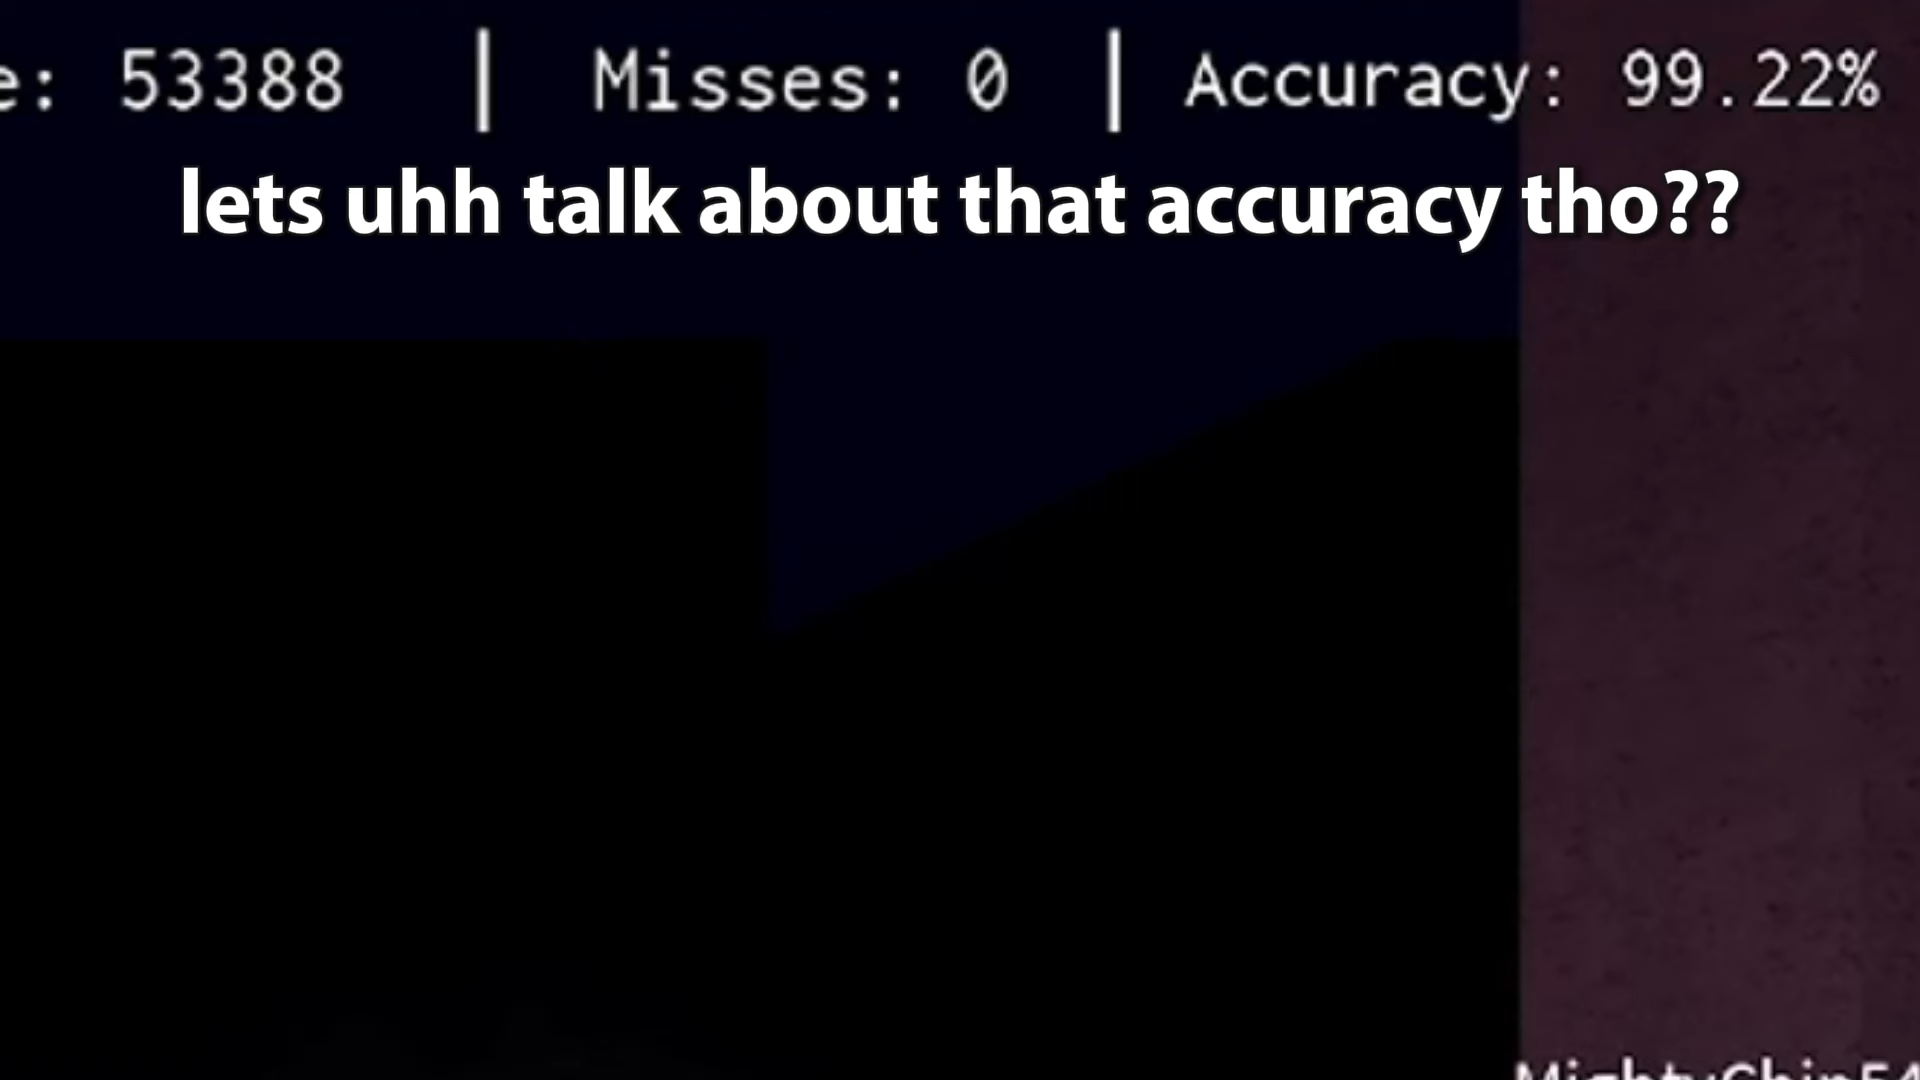 e: 53388 | Misses: 0 | Accuracy: 99.22%
lets uhh talk about that accuracy tho??